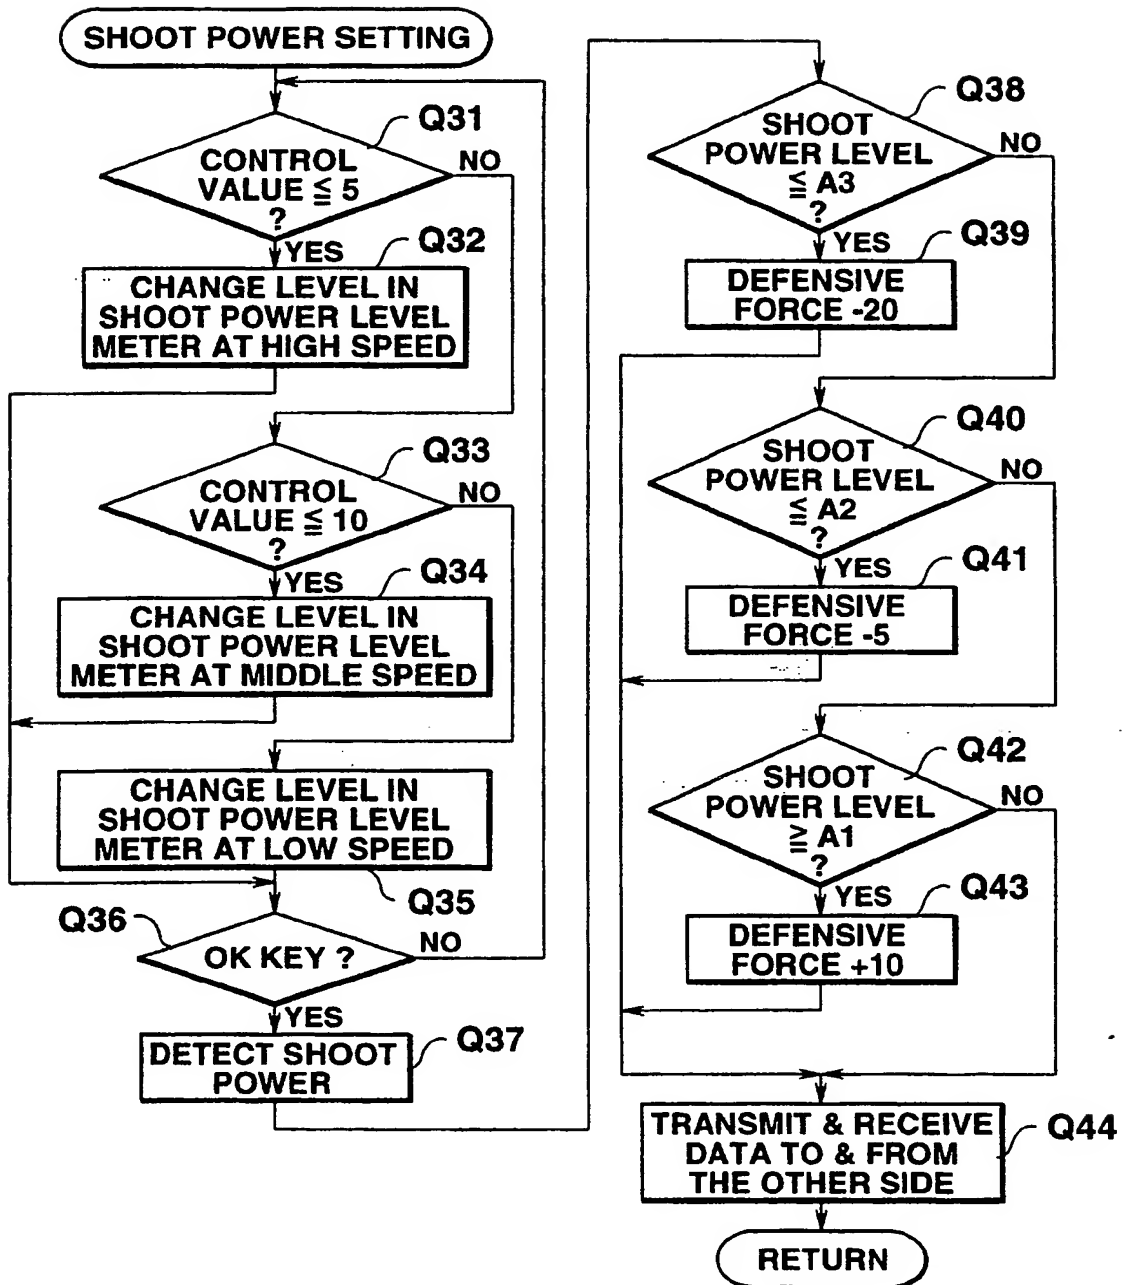 SHOOT POWER SETTING
Q31
CONTROL
VALUE ≦ 5
?
NO
YES
Q32
CHANGE LEVEL IN
SHOOT POWER LEVEL
METER AT HIGH SPEED
Q33
CONTROL
VALUE ≦ 10
?
NO
YES
Q34
CHANGE LEVEL IN
SHOOT POWER LEVEL
METER AT MIDDLE SPEED
CHANGE LEVEL IN
SHOOT POWER LEVEL
METER AT LOW SPEED
Q35
Q36
OK KEY ?
NO
YES
Q37
DETECT SHOOT
POWER
Q38
SHOOT
POWER LEVEL
≦ A3
?
NO
YES
Q39
DEFENSIVE
FORCE -20
Q40
SHOOT
POWER LEVEL
≦ A2
?
NO
YES
Q41
DEFENSIVE
FORCE -5
Q42
SHOOT
POWER LEVEL
≧ A1
?
NO
YES
Q43
DEFENSIVE
FORCE +10
TRANSMIT & RECEIVE
DATA TO & FROM
THE OTHER SIDE
Q44
RETURN